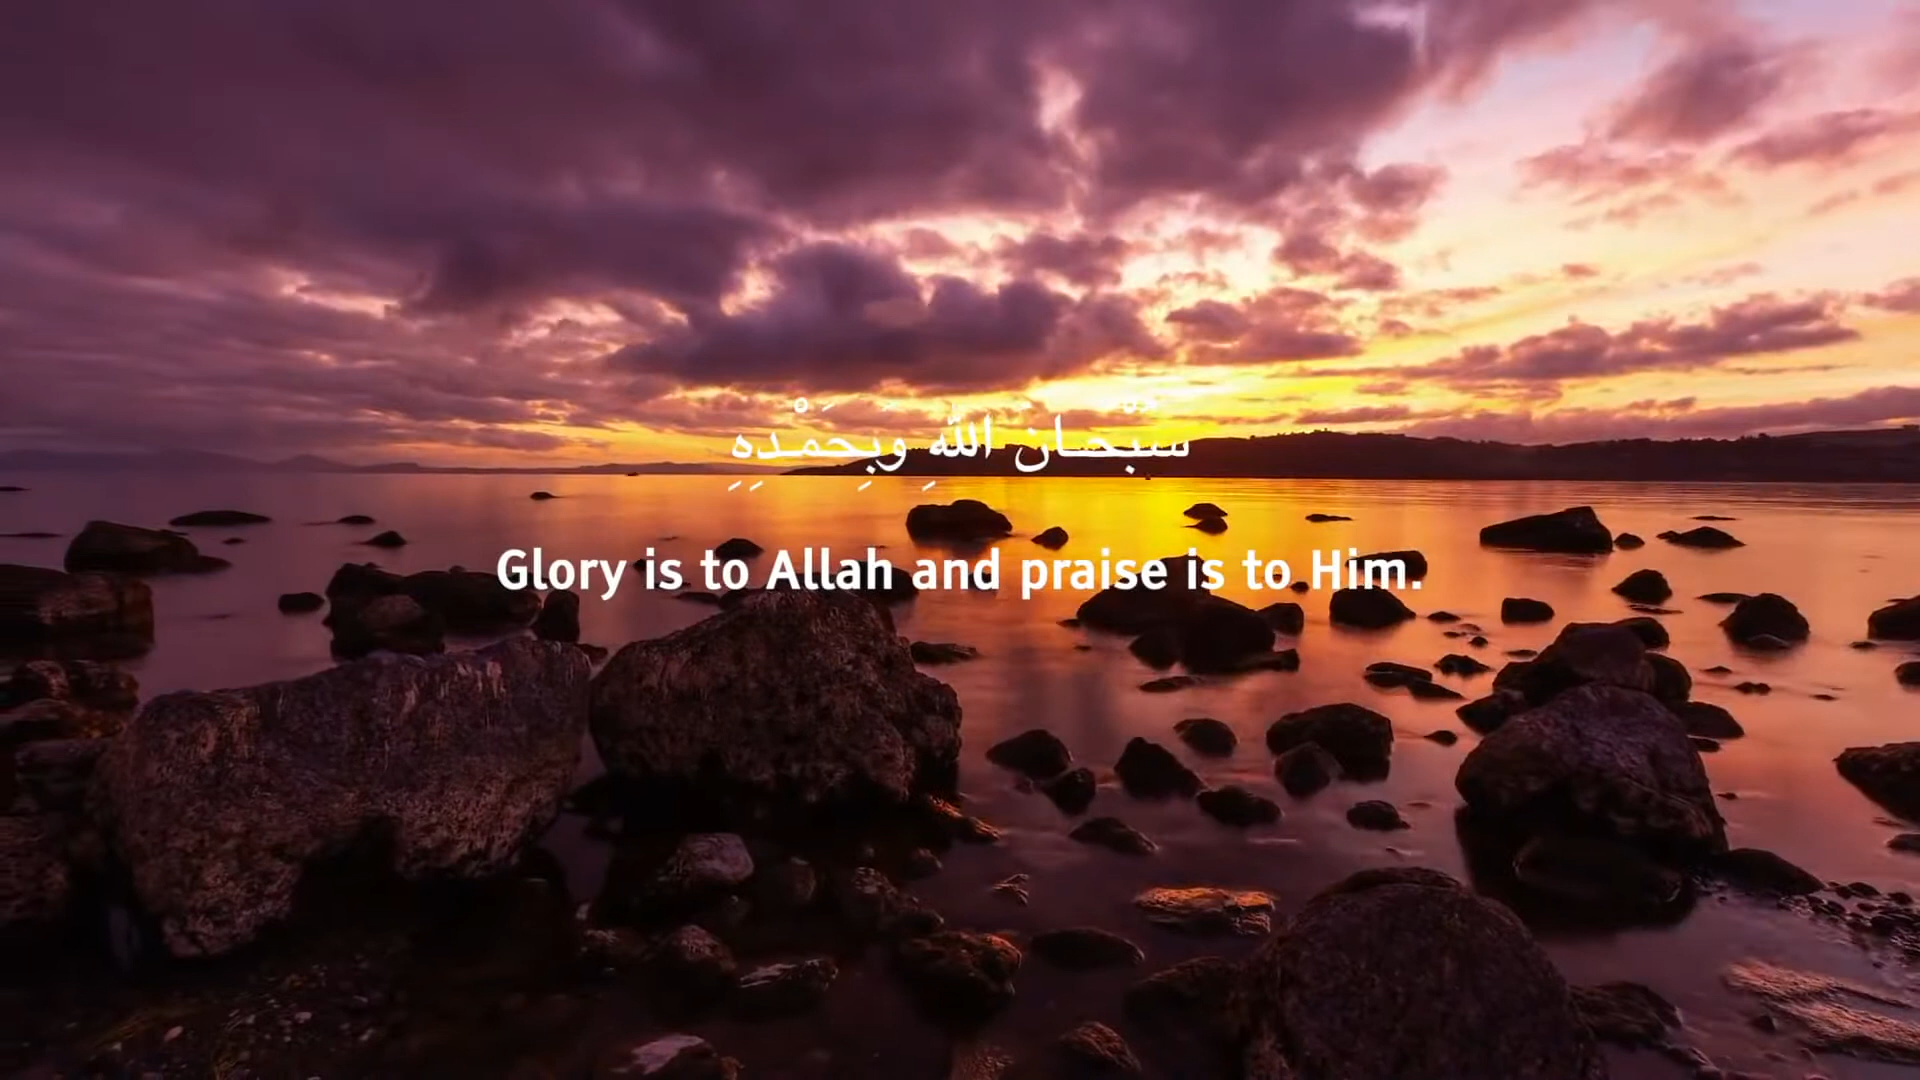 سُبْحَانَ اللهِ وَبِحَمْدِهِ
Glory is to Allah and praise is to Him.